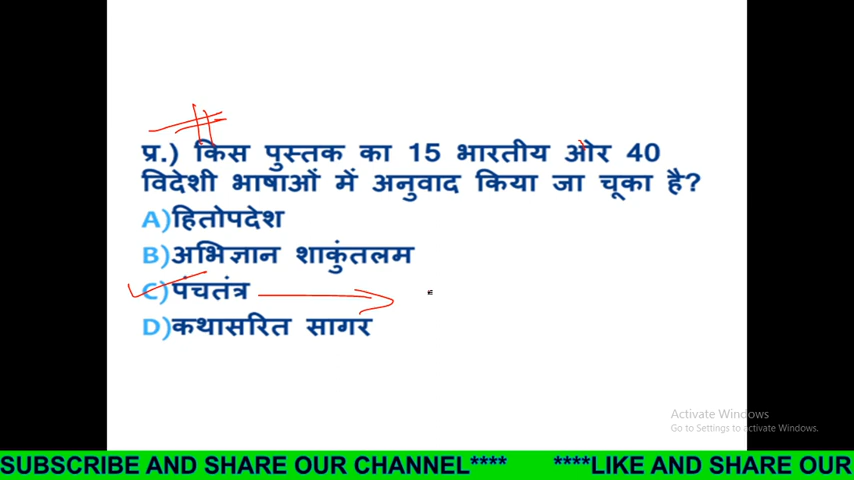 प्र.) किस पुस्तक का 15 भारतीय ओर 40
विदेशी भाषाओं में अनुवाद किया जा चूका है?
A)हितोपदेश
B)अभिज्ञान शाकुंतलम
C)पंचतंत्र
D)कथासरित सागर
Activate Windows
Go to Settings to activate Windows.
SUBSCRIBE AND SHARE OUR CHANNEL**** ****LIKE AND SHARE OUR